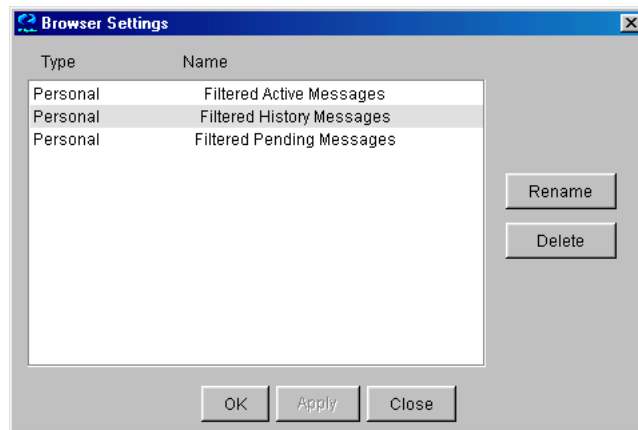 Browser Settings
Type Name
Personal Filtered Active Messages
Personal Filtered History Messages
Personal Filtered Pending Messages
Rename
Delete
OK Apply Close